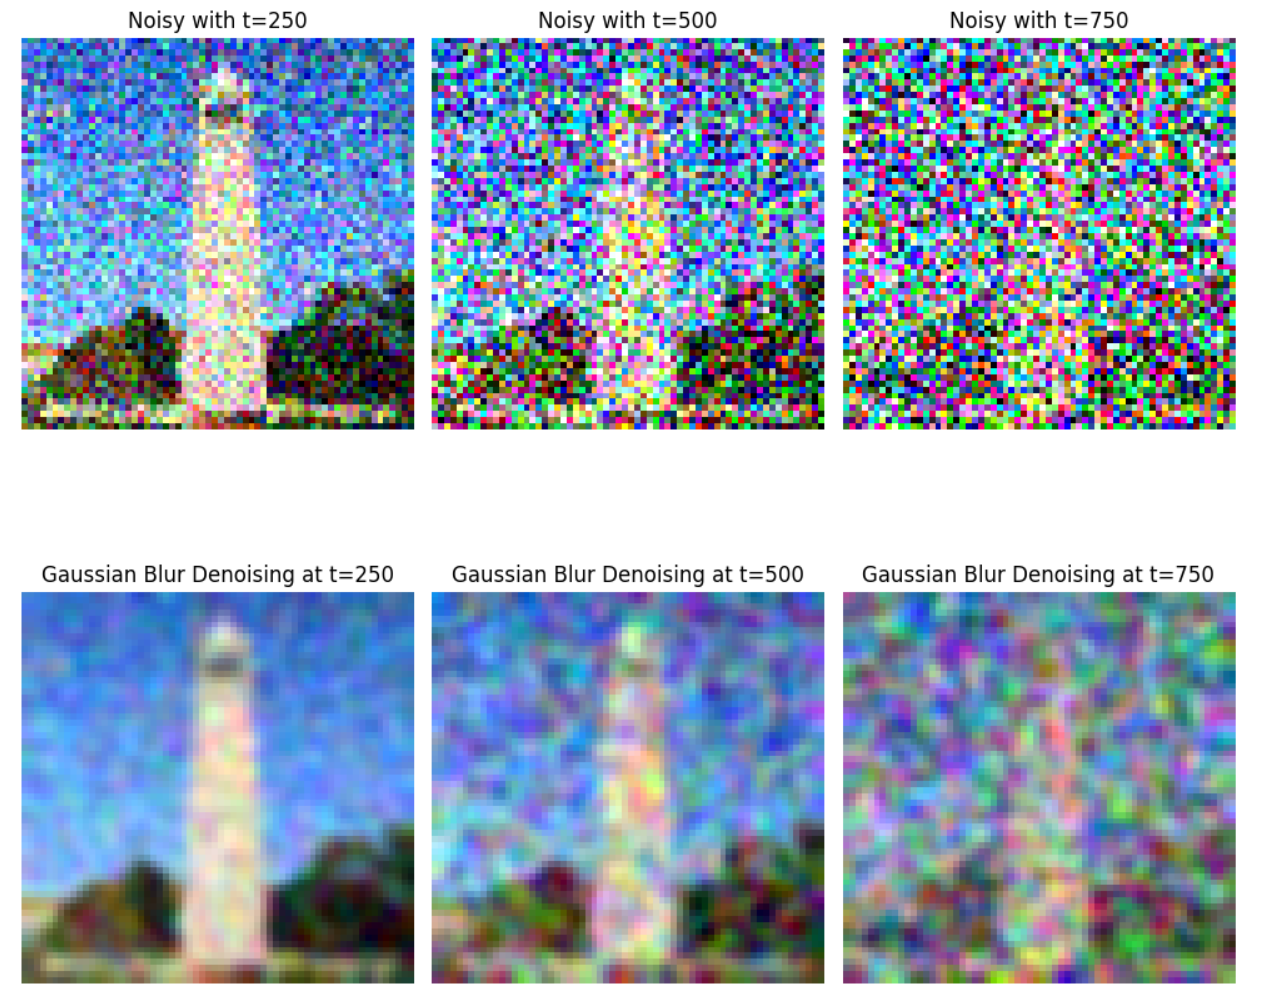 Noisy with t=250
Noisy with t=500
Noisy with t=750
Gaussian Blur Denoising at t=250
Gaussian Blur Denoising at t=500
Gaussian Blur Denoising at t=750